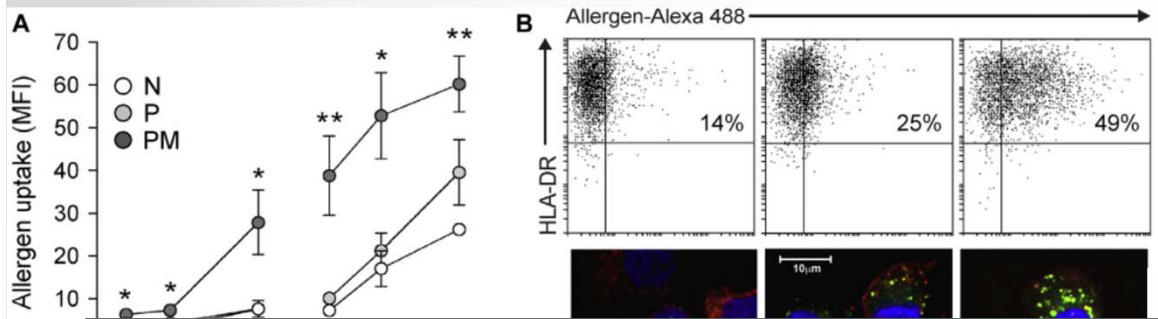 A
Allergen uptake (MFI)
70
60
50
40
30
20
10
N
P
PM
*
*
*
**
*
**
B
Allergen-Alexa 488
HLA-DR
14%
25%
49%
10μm